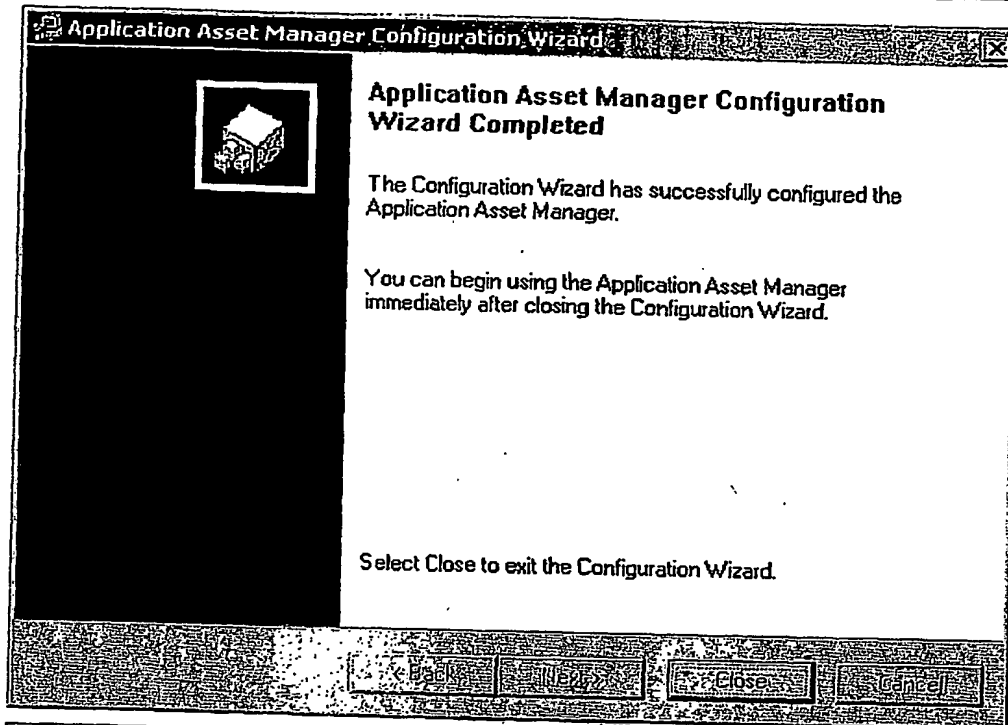 Application Asset Manager Configuration Wizard
Application Asset Manager Configuration
Wizard Completed
The Configuration Wizard has successfully configured the
Application Asset Manager.
You can begin using the Application Asset Manager
immediately after closing the Configuration Wizard.
Select Close to exit the Configuration Wizard.
< Back Next > Close Cancel